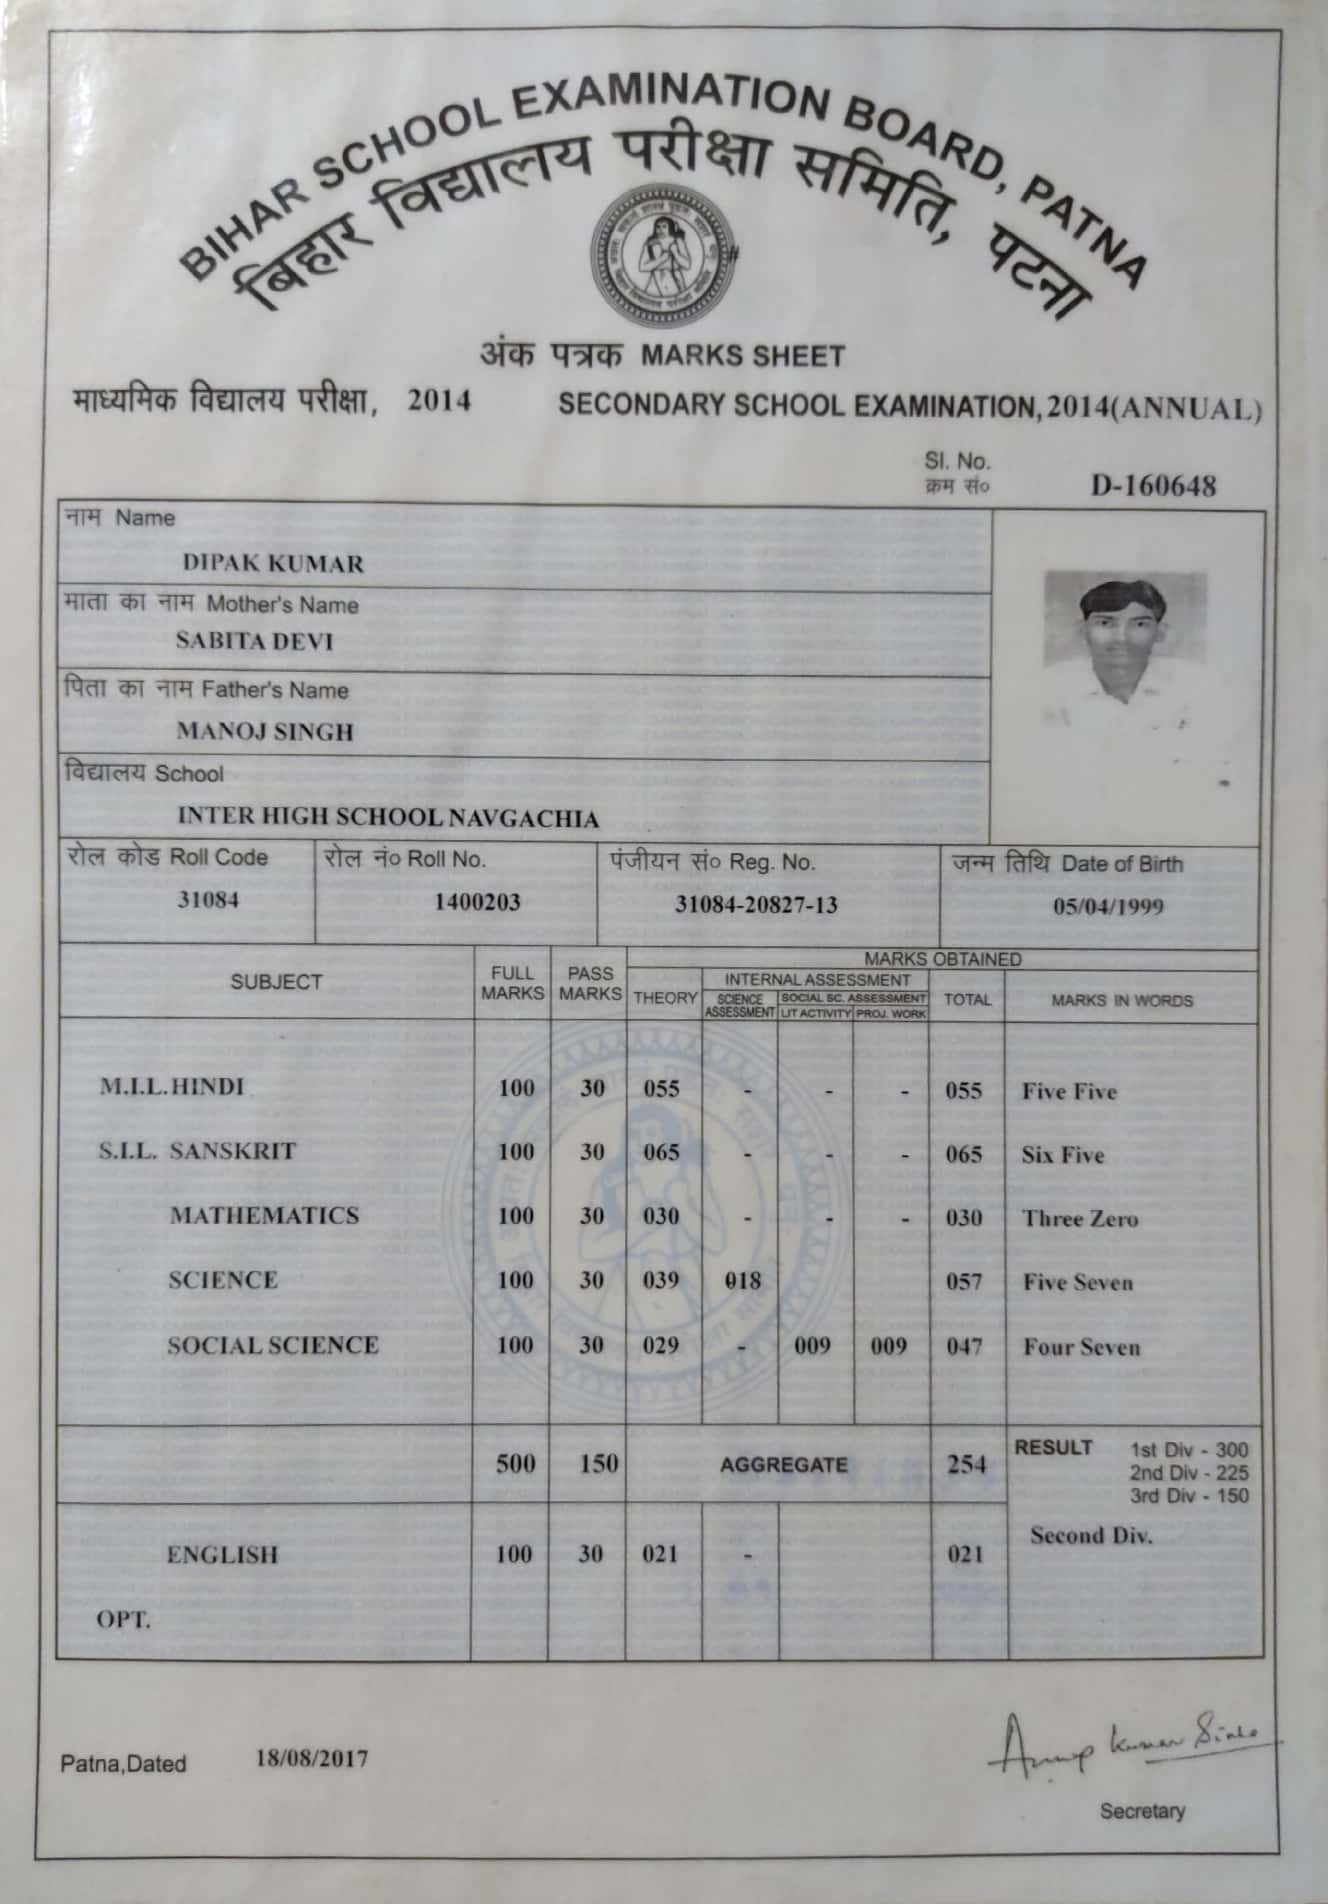 BIHAR SCHOOL EXAMINATION BOARD, PATNA
बिहार विद्यालय परीक्षा समिति, पटना
अंक पत्रक MARKS SHEET
माध्यमिक विद्यालय परीक्षा, 2014 SECONDARY SCHOOL EXAMINATION, 2014(ANNUAL)
Sl. No.
क्रम सं० D-160648
नाम Name
DIPAK KUMAR
माता का नाम Mother's Name
SABITA DEVI
पिता का नाम Father's Name
MANOJ SINGH
विद्यालय School
INTER HIGH SCHOOL NAVGACHIA
रोल कोड Roll Code रोल नं० Roll No. पंजीयन सं० Reg. No. जन्म तिथि Date of Birth
31084 1400203 31084-20827-13 05/04/1999
MARKS OBTAINED
SUBJECT FULL MARKS PASS MARKS THEORY INTERNAL ASSESSMENT TOTAL MARKS IN WORDS
SCIENCE ASSESSMENT SOCIAL SC. ASSESSMENT
LIT ACTIVITY PROJ. WORK
M.I.L. HINDI 100 30 055 - - - 055 Five Five
S.I.L. SANSKRIT 100 30 065 - - - 065 Six Five
MATHEMATICS 100 30 030 - - - 030 Three Zero
SCIENCE 100 30 039 018 057 Five Seven
SOCIAL SCIENCE 100 30 029 - 009 009 047 Four Seven
500 150 AGGREGATE 254 RESULT 1st Div - 300
2nd Div - 225
3rd Div - 150
Second Div.
ENGLISH 100 30 021 - 021
OPT.
Patna,Dated 18/08/2017
Secretary